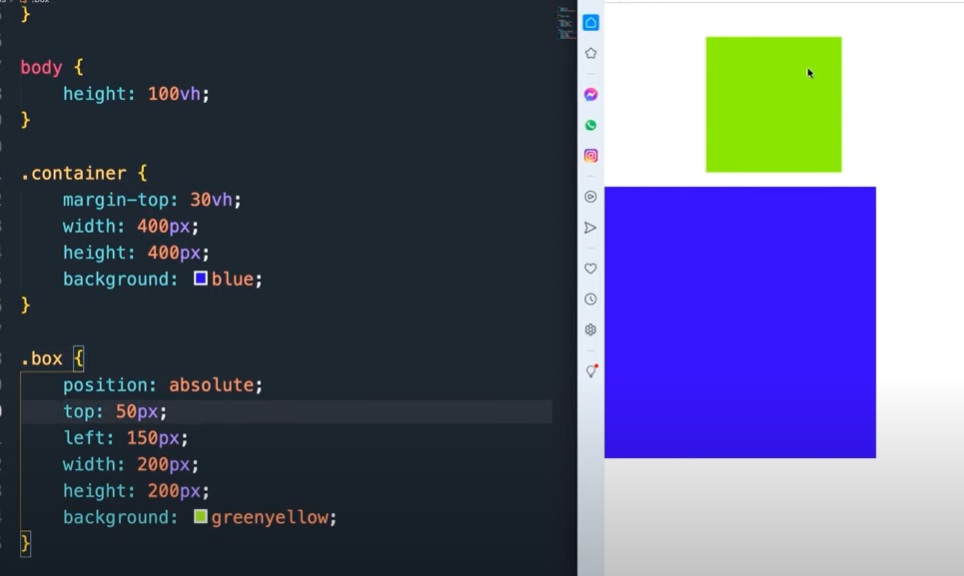 }
body {
height: 100vh;
}
.container {
margin-top: 30vh;
width: 400px;
height: 400px;
background: blue;
}
.box {
position: absolute;
top: 50px;
left: 150px;
width: 200px;
height: 200px;
background: greenyellow;
}